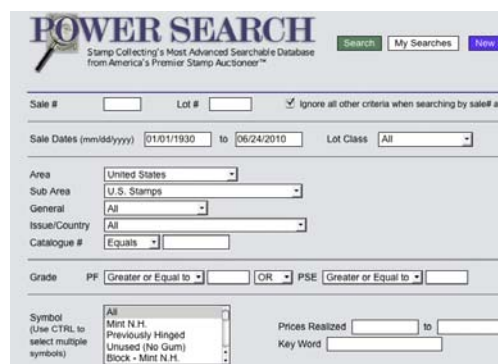 POWER SEARCH
Stamp Collecting's Most Advanced Searchable Database
from America's Premier Stamp Auctioneer™
Search My Searches New
Sale # Lot # Ignore all other criteria when searching by sale# a
Sale Dates (mm/dd/yyyy) 01/01/1930 to 06/24/2010 Lot Class All
Area United States
Sub Area U.S. Stamps
General All
Issue/Country All
Catalogue # Equals
Grade PF Greater or Equal to OR PSE Greater or Equal to
Symbol
(Use CTRL to
select multiple
symbols)
All
Mint N.H.
Previously Hinged
Unused (No Gum)
Block - Mint N.H.
Prices Realized to
Key Word